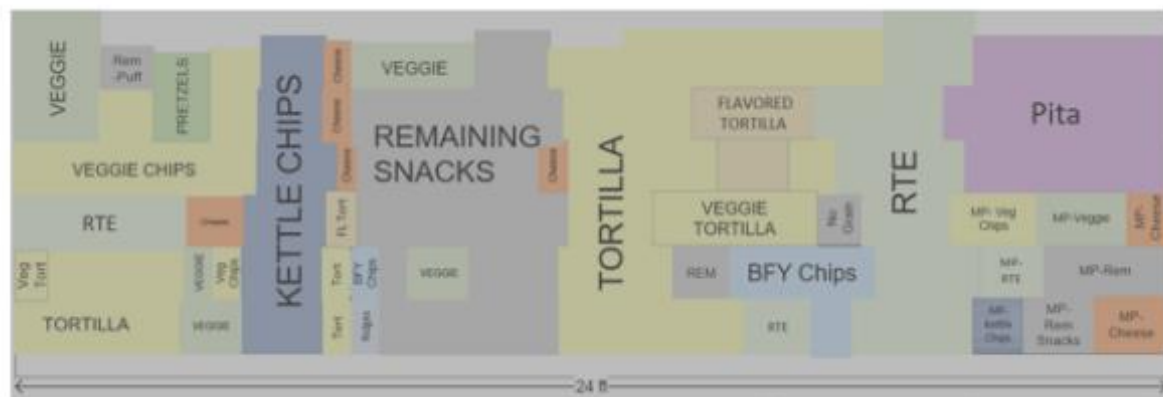 VEGGIE
Rem
-Puff
PRETZELS
VEGGIE CHIPS
RTE
Cheese
Veg
Tort
VEGGIE
Veg
Chips
TORTILLA
VEGGIE
KETTLE CHIPS
Cheese
Cheese
Cheese
VEGGIE
REMAINING
SNACKS
Cheese
FL Tort
Tort
BFY
Chips
VEGGIE
Tort
Ridges
TORTILLA
FLAVORED
TORTILLA
VEGGIE
TORTILLA
No
Grain
REM
BFY Chips
RTE
RTE
Pita
MP- Veg
Chips
MP-Veggie
MP-
Cheese
MP-
RTE
MP-Rem
MP-
Kettle
Chips
MP-
Rem
Snacks
MP-
Cheese
24 ft